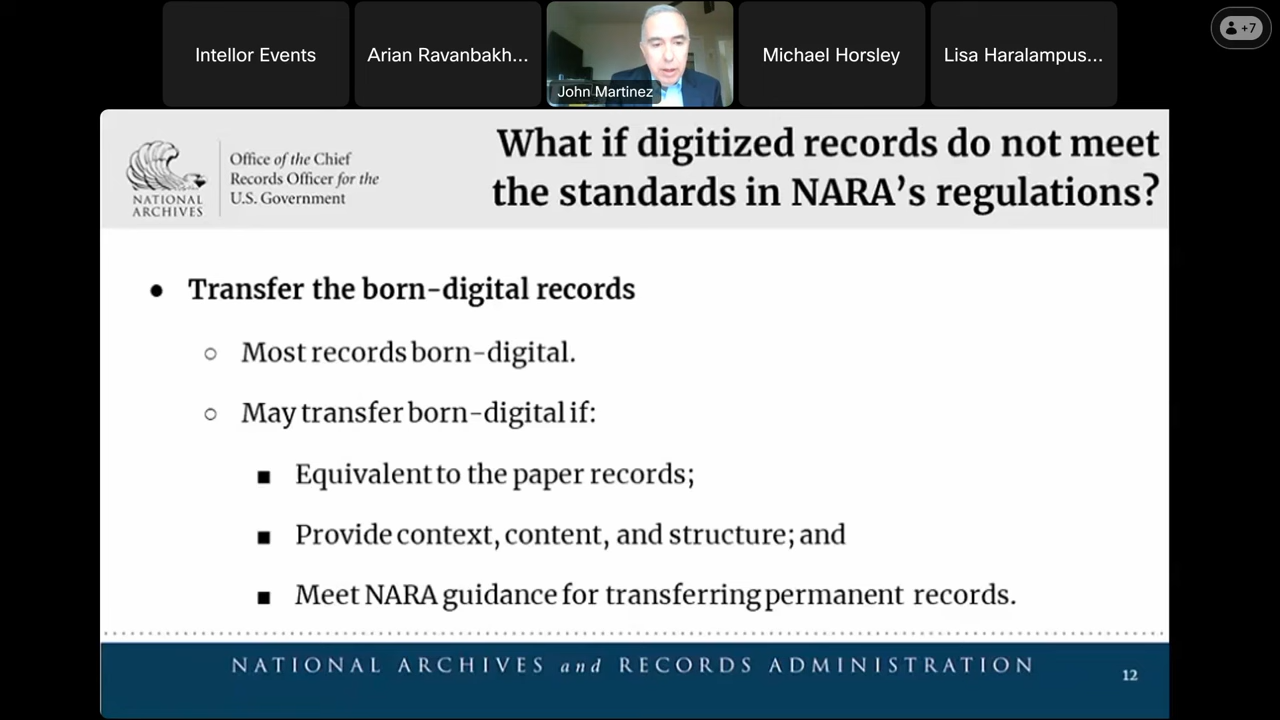 Intellor Events
Arian Ravanbakh...
John Martinez
Michael Horsley
Lisa Haralampus...
+7
NATIONAL
ARCHIVES
Office of the Chief
Records Officer for the
U.S. Government
What if digitized records do not meet
the standards in NARA's regulations?
● Transfer the born-digital records
○ Most records born-digital.
○ May transfer born-digital if:
■ Equivalent to the paper records;
■ Provide context, content, and structure; and
■ Meet NARA guidance for transferring permanent records.
NATIONAL ARCHIVES and RECORDS ADMINISTRATION
12